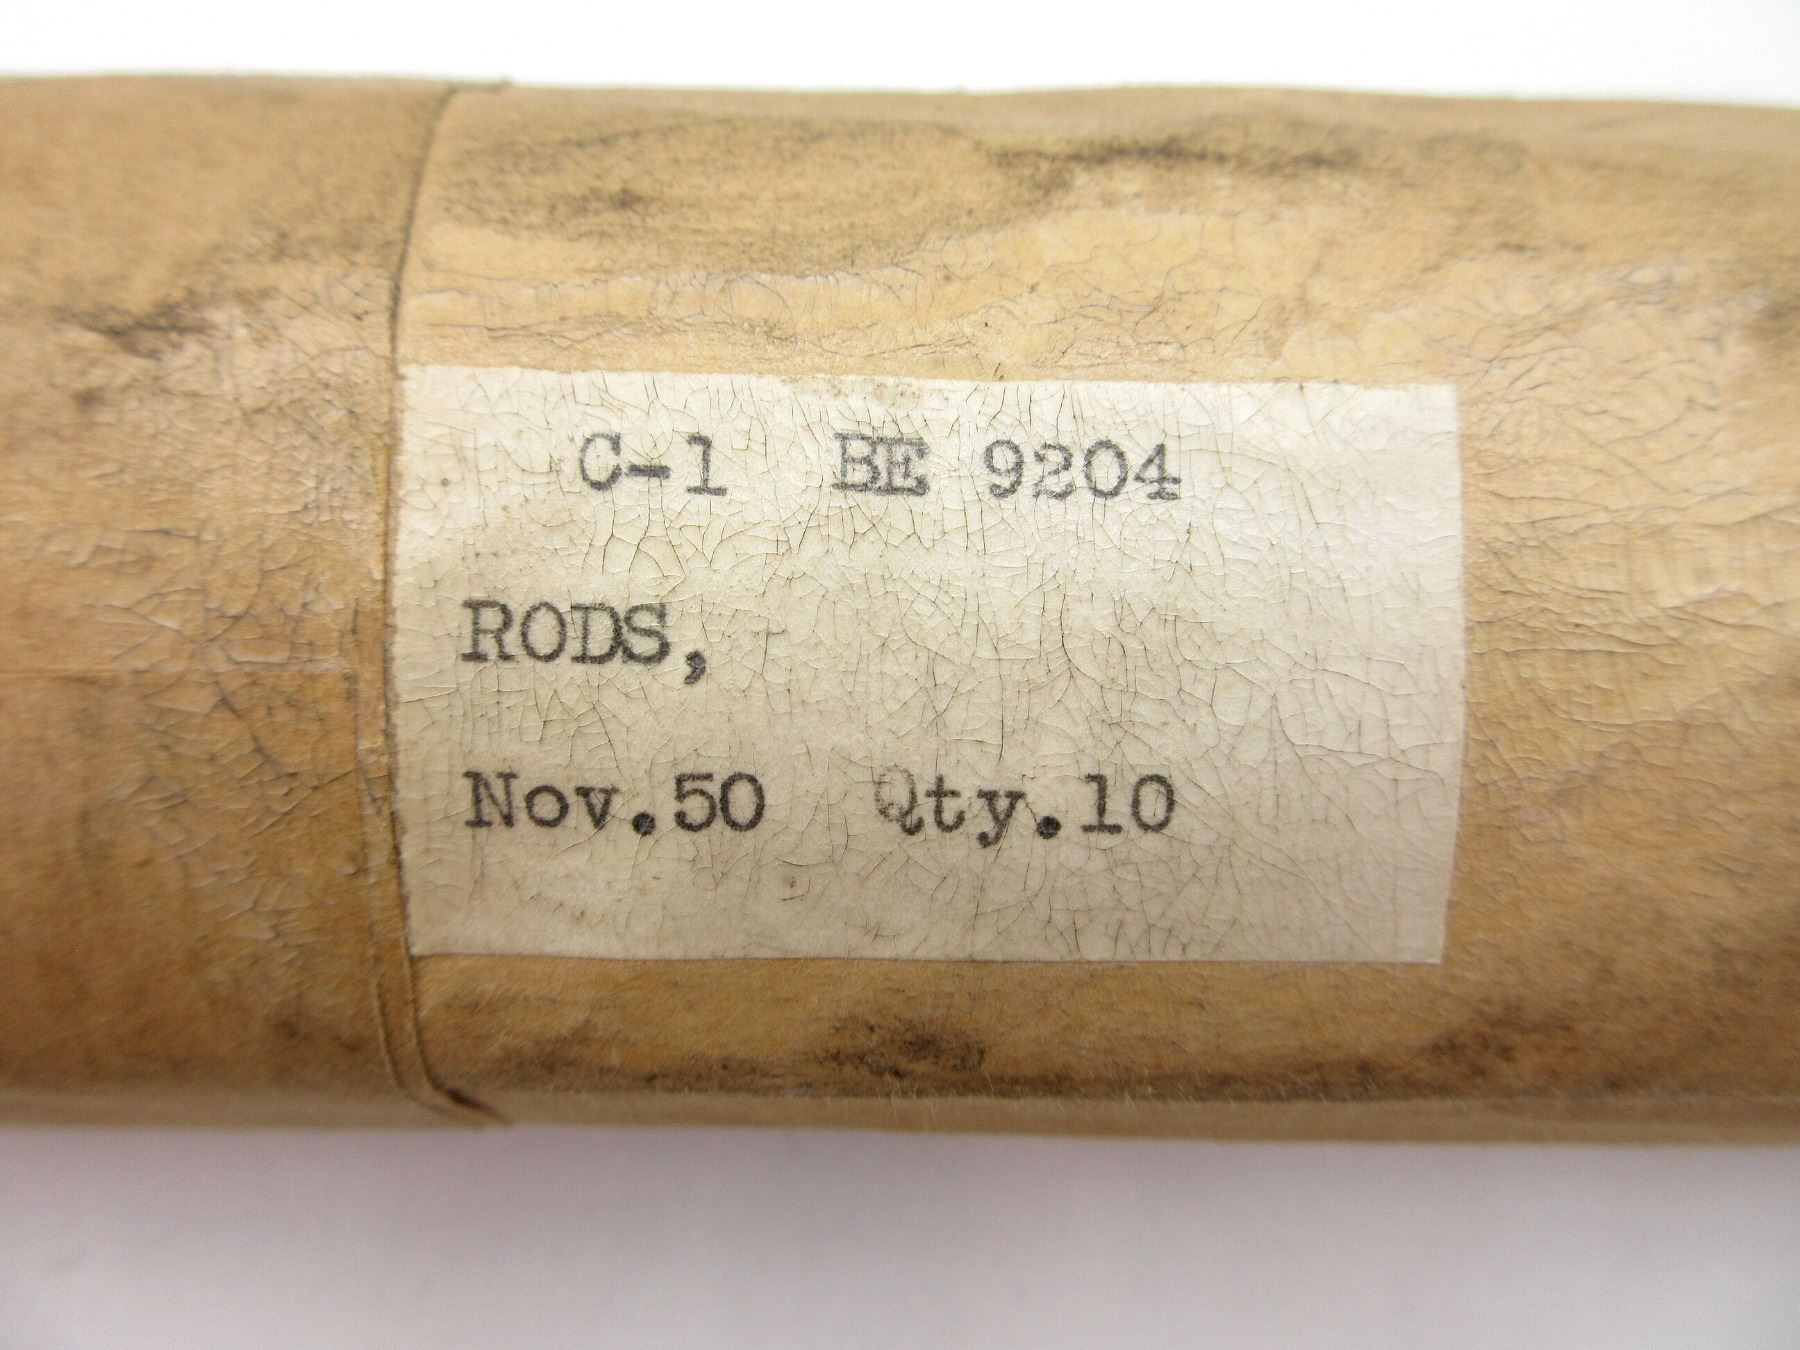 C-1 BE 9204
RODS,
Nov.50 Qty.10